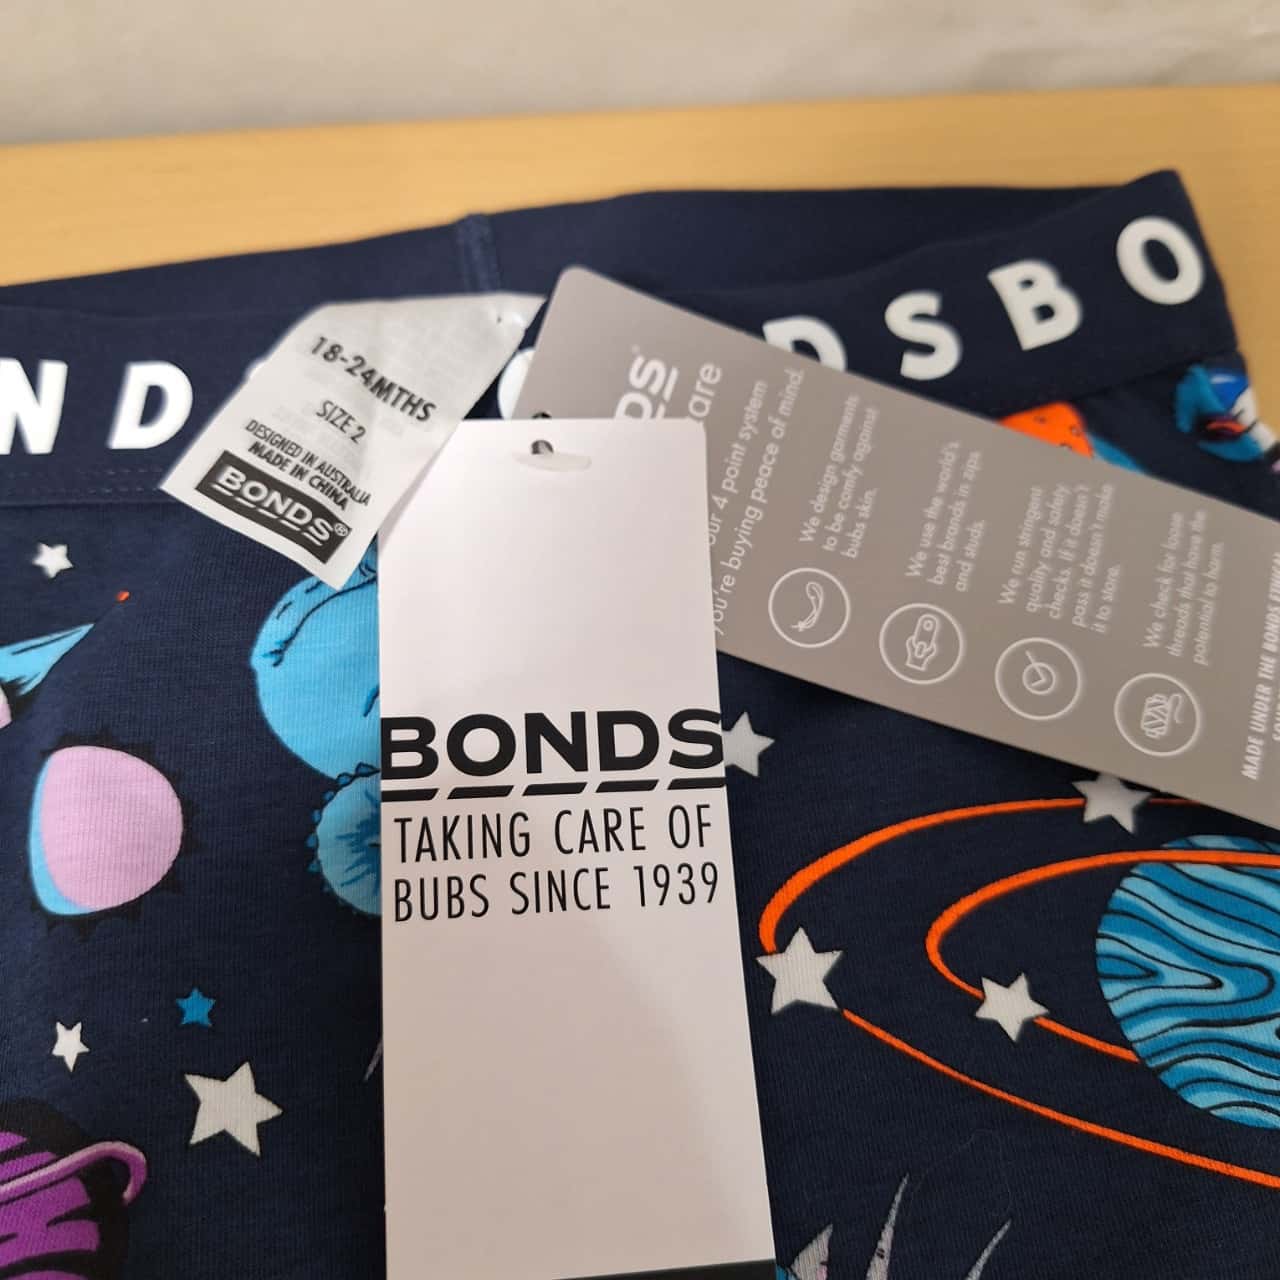 NDS
DSBO
18-24MTHS
SIZE 2
DESIGNED IN AUSTRALIA
MADE IN CHINA
BONDS®
BONDS
TAKING CARE OF
BUBS SINCE 1939
our 4 point system
you're buying peace of mind.
We design garments
to be comfy against
bubs skin.
We use the world's
best brands in zips
and studs.
We run stringent
quality and safety
checks. If it doesn't
pass it doesn't make
it to store.
We check for loose
threads that have the
potential to harm.
MADE UNDER THE BONDS